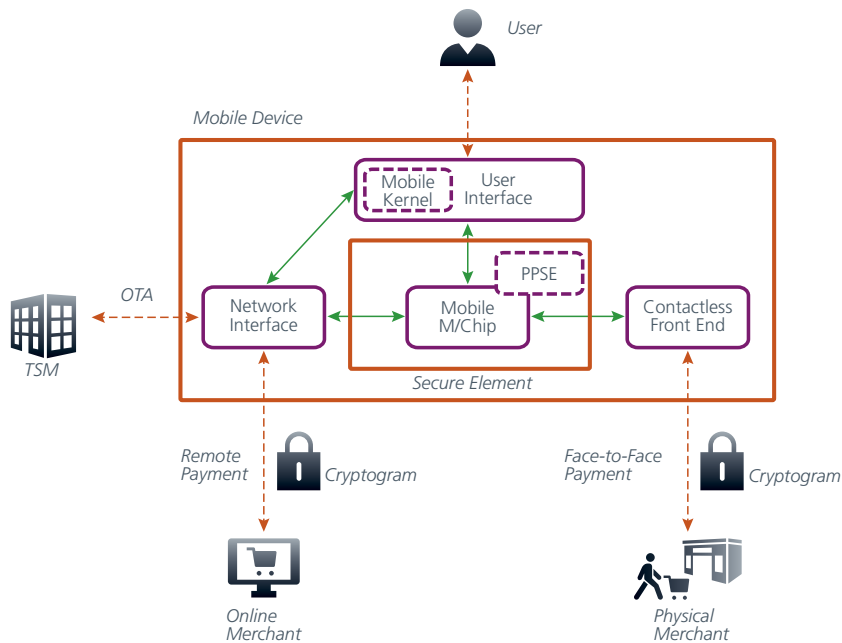 User
Mobile Device
Mobile
Kernel
User
Interface
PPSE
OTA
Network
Interface
Mobile
M/Chip
Contactless
Front End
TSM
Secure Element
Remote
Payment
Cryptogram
Face-to-Face
Payment
Cryptogram
Online
Merchant
Physical
Merchant